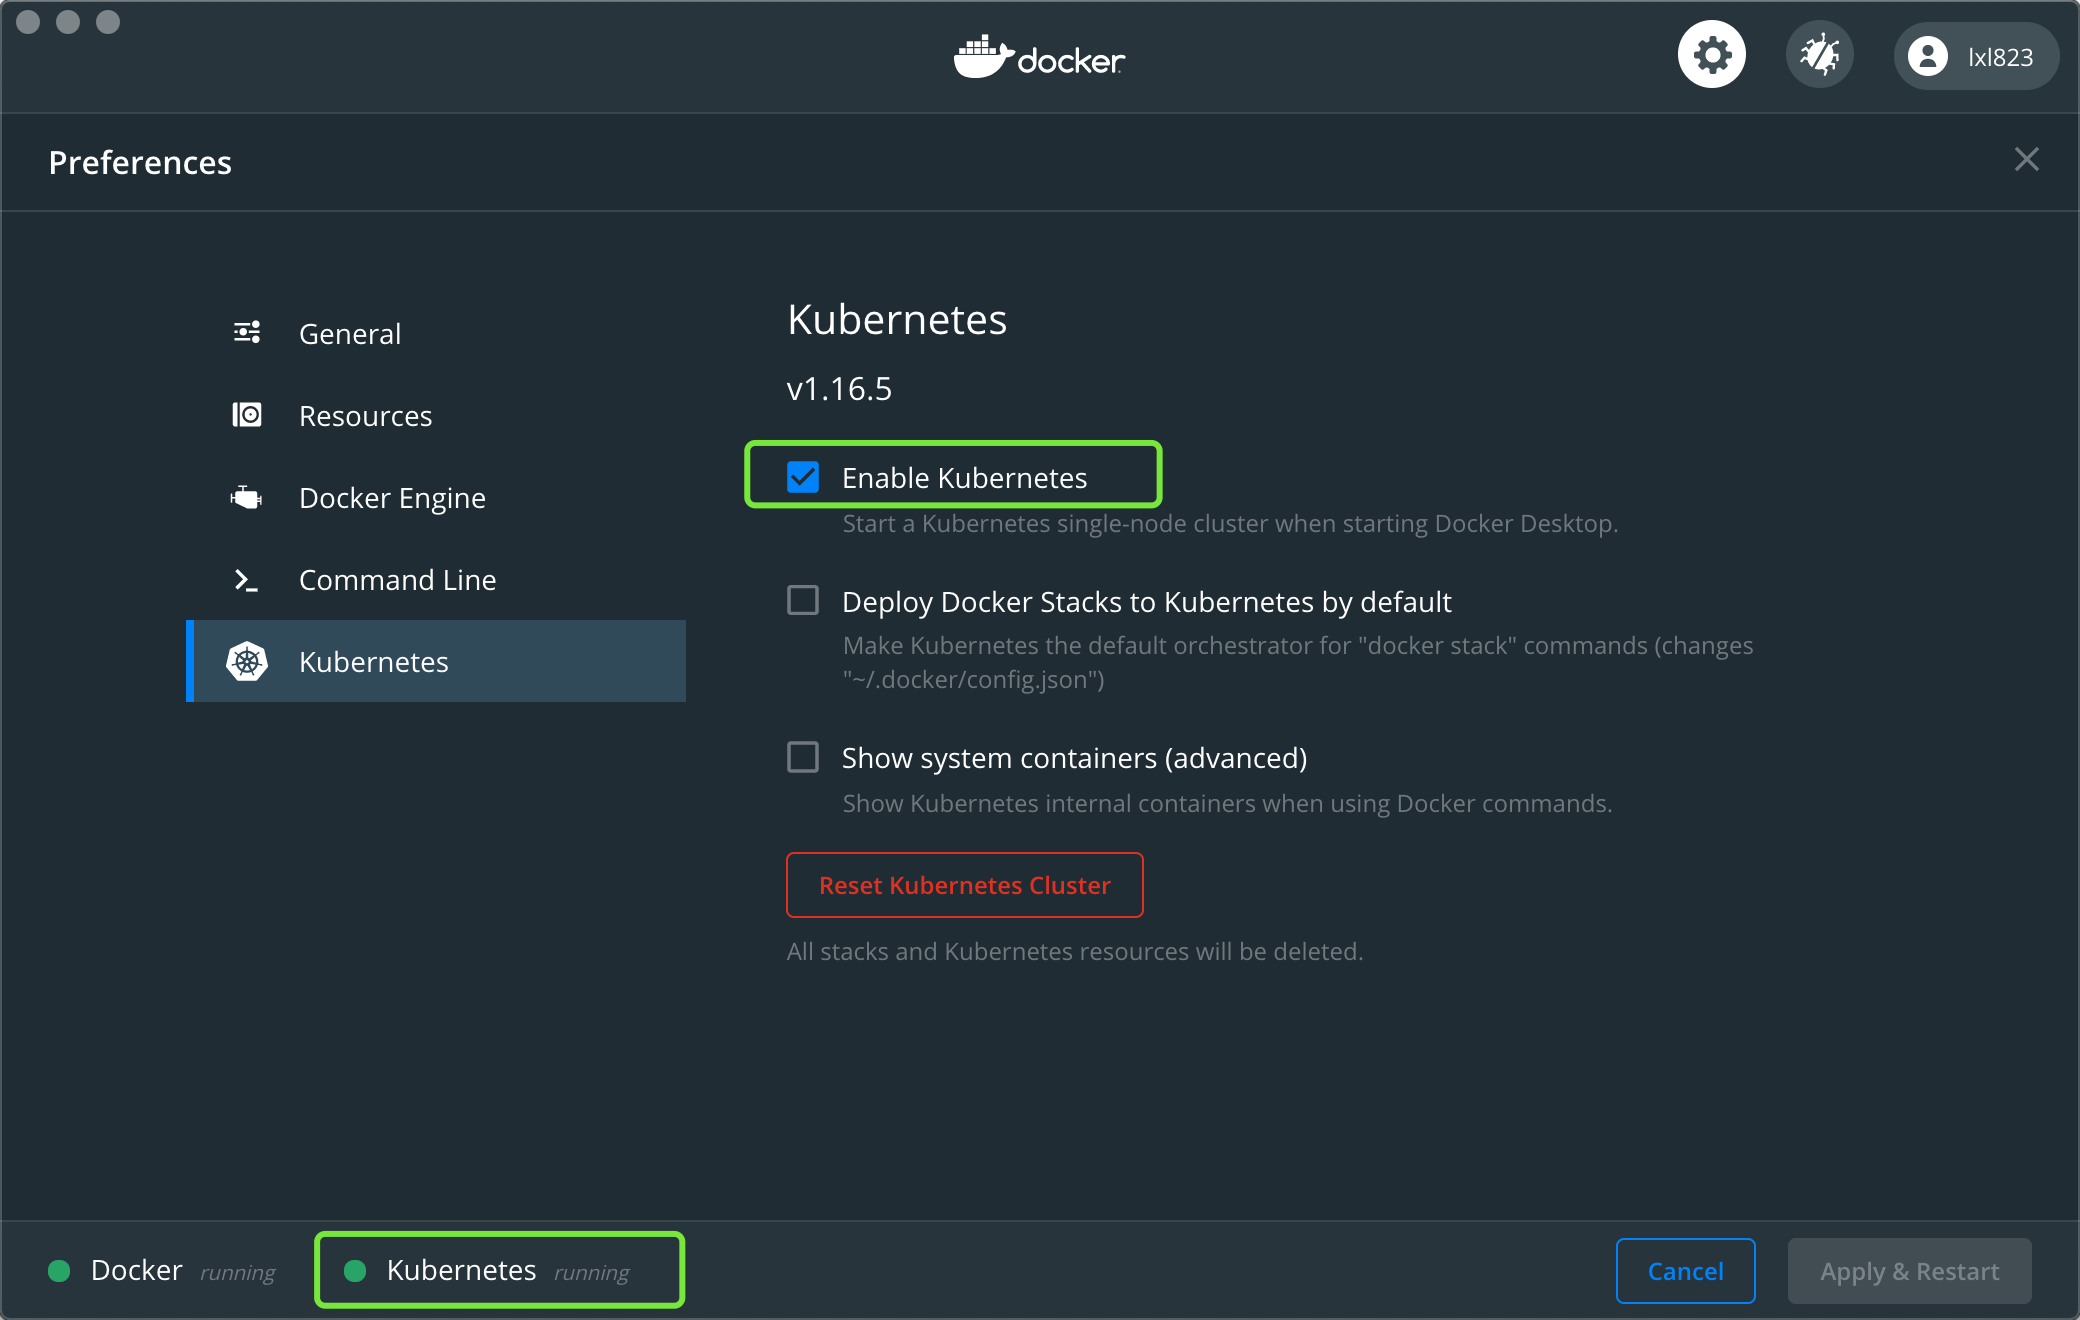 docker
lxl823
Preferences
General
Resources
Docker Engine
Command Line
Kubernetes
Kubernetes
v1.16.5
Enable Kubernetes
Start a Kubernetes single-node cluster when starting Docker Desktop.
Deploy Docker Stacks to Kubernetes by default
Make Kubernetes the default orchestrator for "docker stack" commands (changes
"~/.docker/config.json")
Show system containers (advanced)
Show Kubernetes internal containers when using Docker commands.
Reset Kubernetes Cluster
All stacks and Kubernetes resources will be deleted.
Docker running
Kubernetes running
Cancel
Apply & Restart